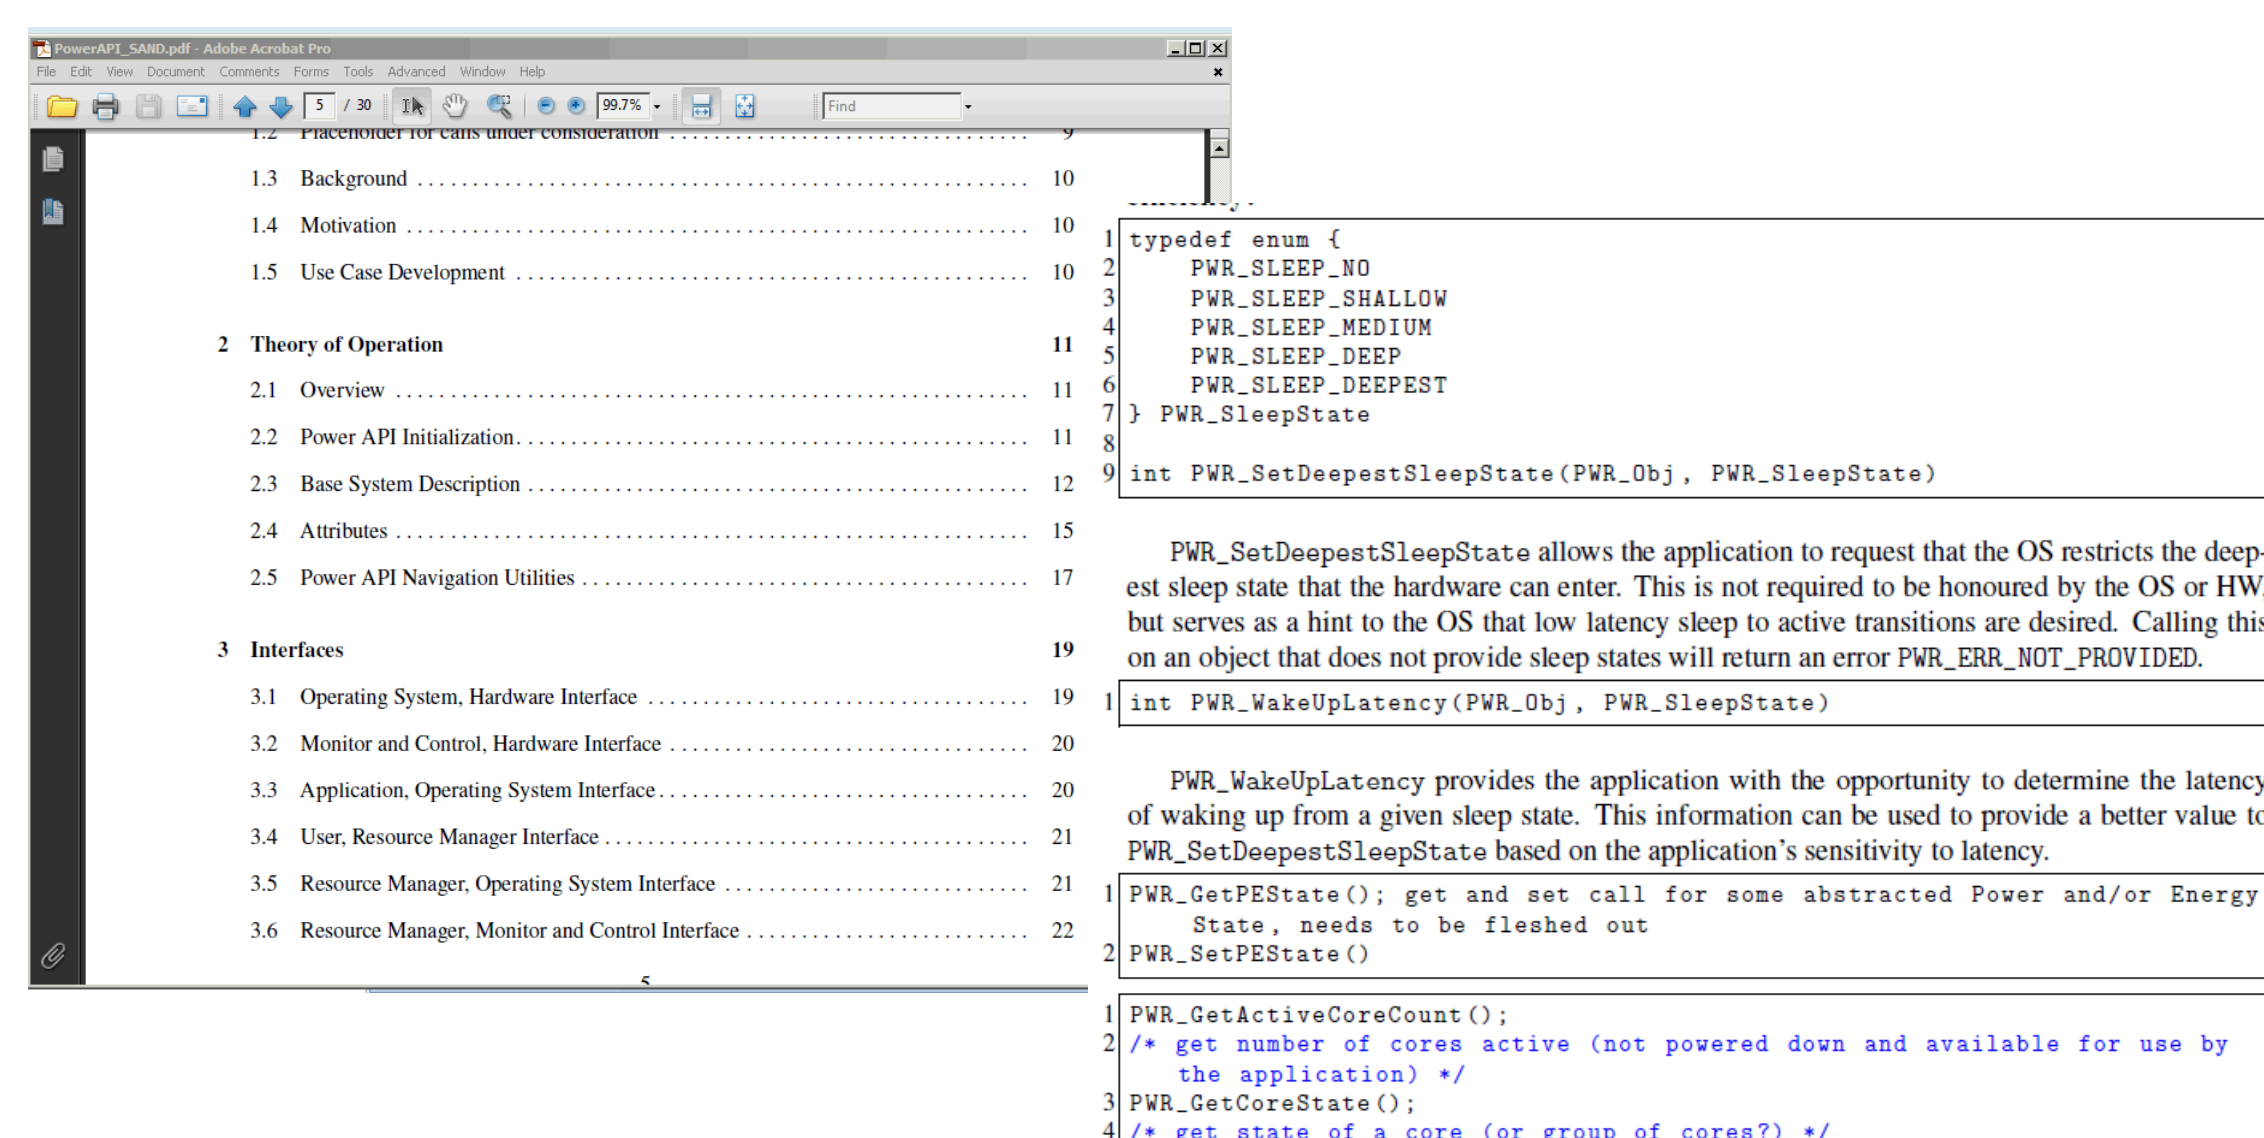 PowerAPI_SAND.pdf - Adobe Acrobat Pro
File Edit View Document Comments Forms Tools Advanced Window Help
5 / 30 99.7% Find
1.2 Placeholder for calls under consideration . . . . . . . . . . . . . . . . . . . . 9
1.3 Background . . . . . . . . . . . . . . . . . . . . 10
1.4 Motivation . . . . . . . . . . . . . . . . . . . . 10
1.5 Use Case Development . . . . . . . . . . . . . . . . . . . . 10
2 Theory of Operation 11
2.1 Overview . . . . . . . . . . . . . . . . . . . . 11
2.2 Power API Initialization . . . . . . . . . . . . . . . . . . . . 11
2.3 Base System Description . . . . . . . . . . . . . . . . . . . . 12
2.4 Attributes . . . . . . . . . . . . . . . . . . . . 15
2.5 Power API Navigation Utilities . . . . . . . . . . . . . . . . . . . . 17
3 Interfaces 19
3.1 Operating System, Hardware Interface . . . . . . . . . . . . . . . . . . . . 19
3.2 Monitor and Control, Hardware Interface . . . . . . . . . . . . . . . . . . . . 20
3.3 Application, Operating System Interface . . . . . . . . . . . . . . . . . . . . 20
3.4 User, Resource Manager Interface . . . . . . . . . . . . . . . . . . . . 21
3.5 Resource Manager, Operating System Interface . . . . . . . . . . . . . . . . . . . . 21
3.6 Resource Manager, Monitor and Control Interface . . . . . . . . . . . . . . . . . . . . 22
5
1 typedef enum {
2 PWR_SLEEP_NO
3 PWR_SLEEP_SHALLOW
4 PWR_SLEEP_MEDIUM
5 PWR_SLEEP_DEEP
6 PWR_SLEEP_DEEPEST
7 } PWR_SleepState
8
9 int PWR_SetDeepestSleepState(PWR_Obj, PWR_SleepState)
PWR_SetDeepestSleepState allows the application to request that the OS restricts the deep-
est sleep state that the hardware can enter. This is not required to be honoured by the OS or HW,
but serves as a hint to the OS that low latency sleep to active transitions are desired. Calling this
on an object that does not provide sleep states will return an error PWR_ERR_NOT_PROVIDED.
1 int PWR_WakeUpLatency(PWR_Obj, PWR_SleepState)
PWR_WakeUpLatency provides the application with the opportunity to determine the latency
of waking up from a given sleep state. This information can be used to provide a better value to
PWR_SetDeepestSleepState based on the application's sensitivity to latency.
1 PWR_GetPEState(); get and set call for some abstracted Power and/or Energy
State, needs to be fleshed out
2 PWR_SetPEState()
1 PWR_GetActiveCoreCount();
2 /* get number of cores active (not powered down and available for use by
the application) */
3 PWR_GetCoreState();
4 /* get state of a core (or group of cores?) */